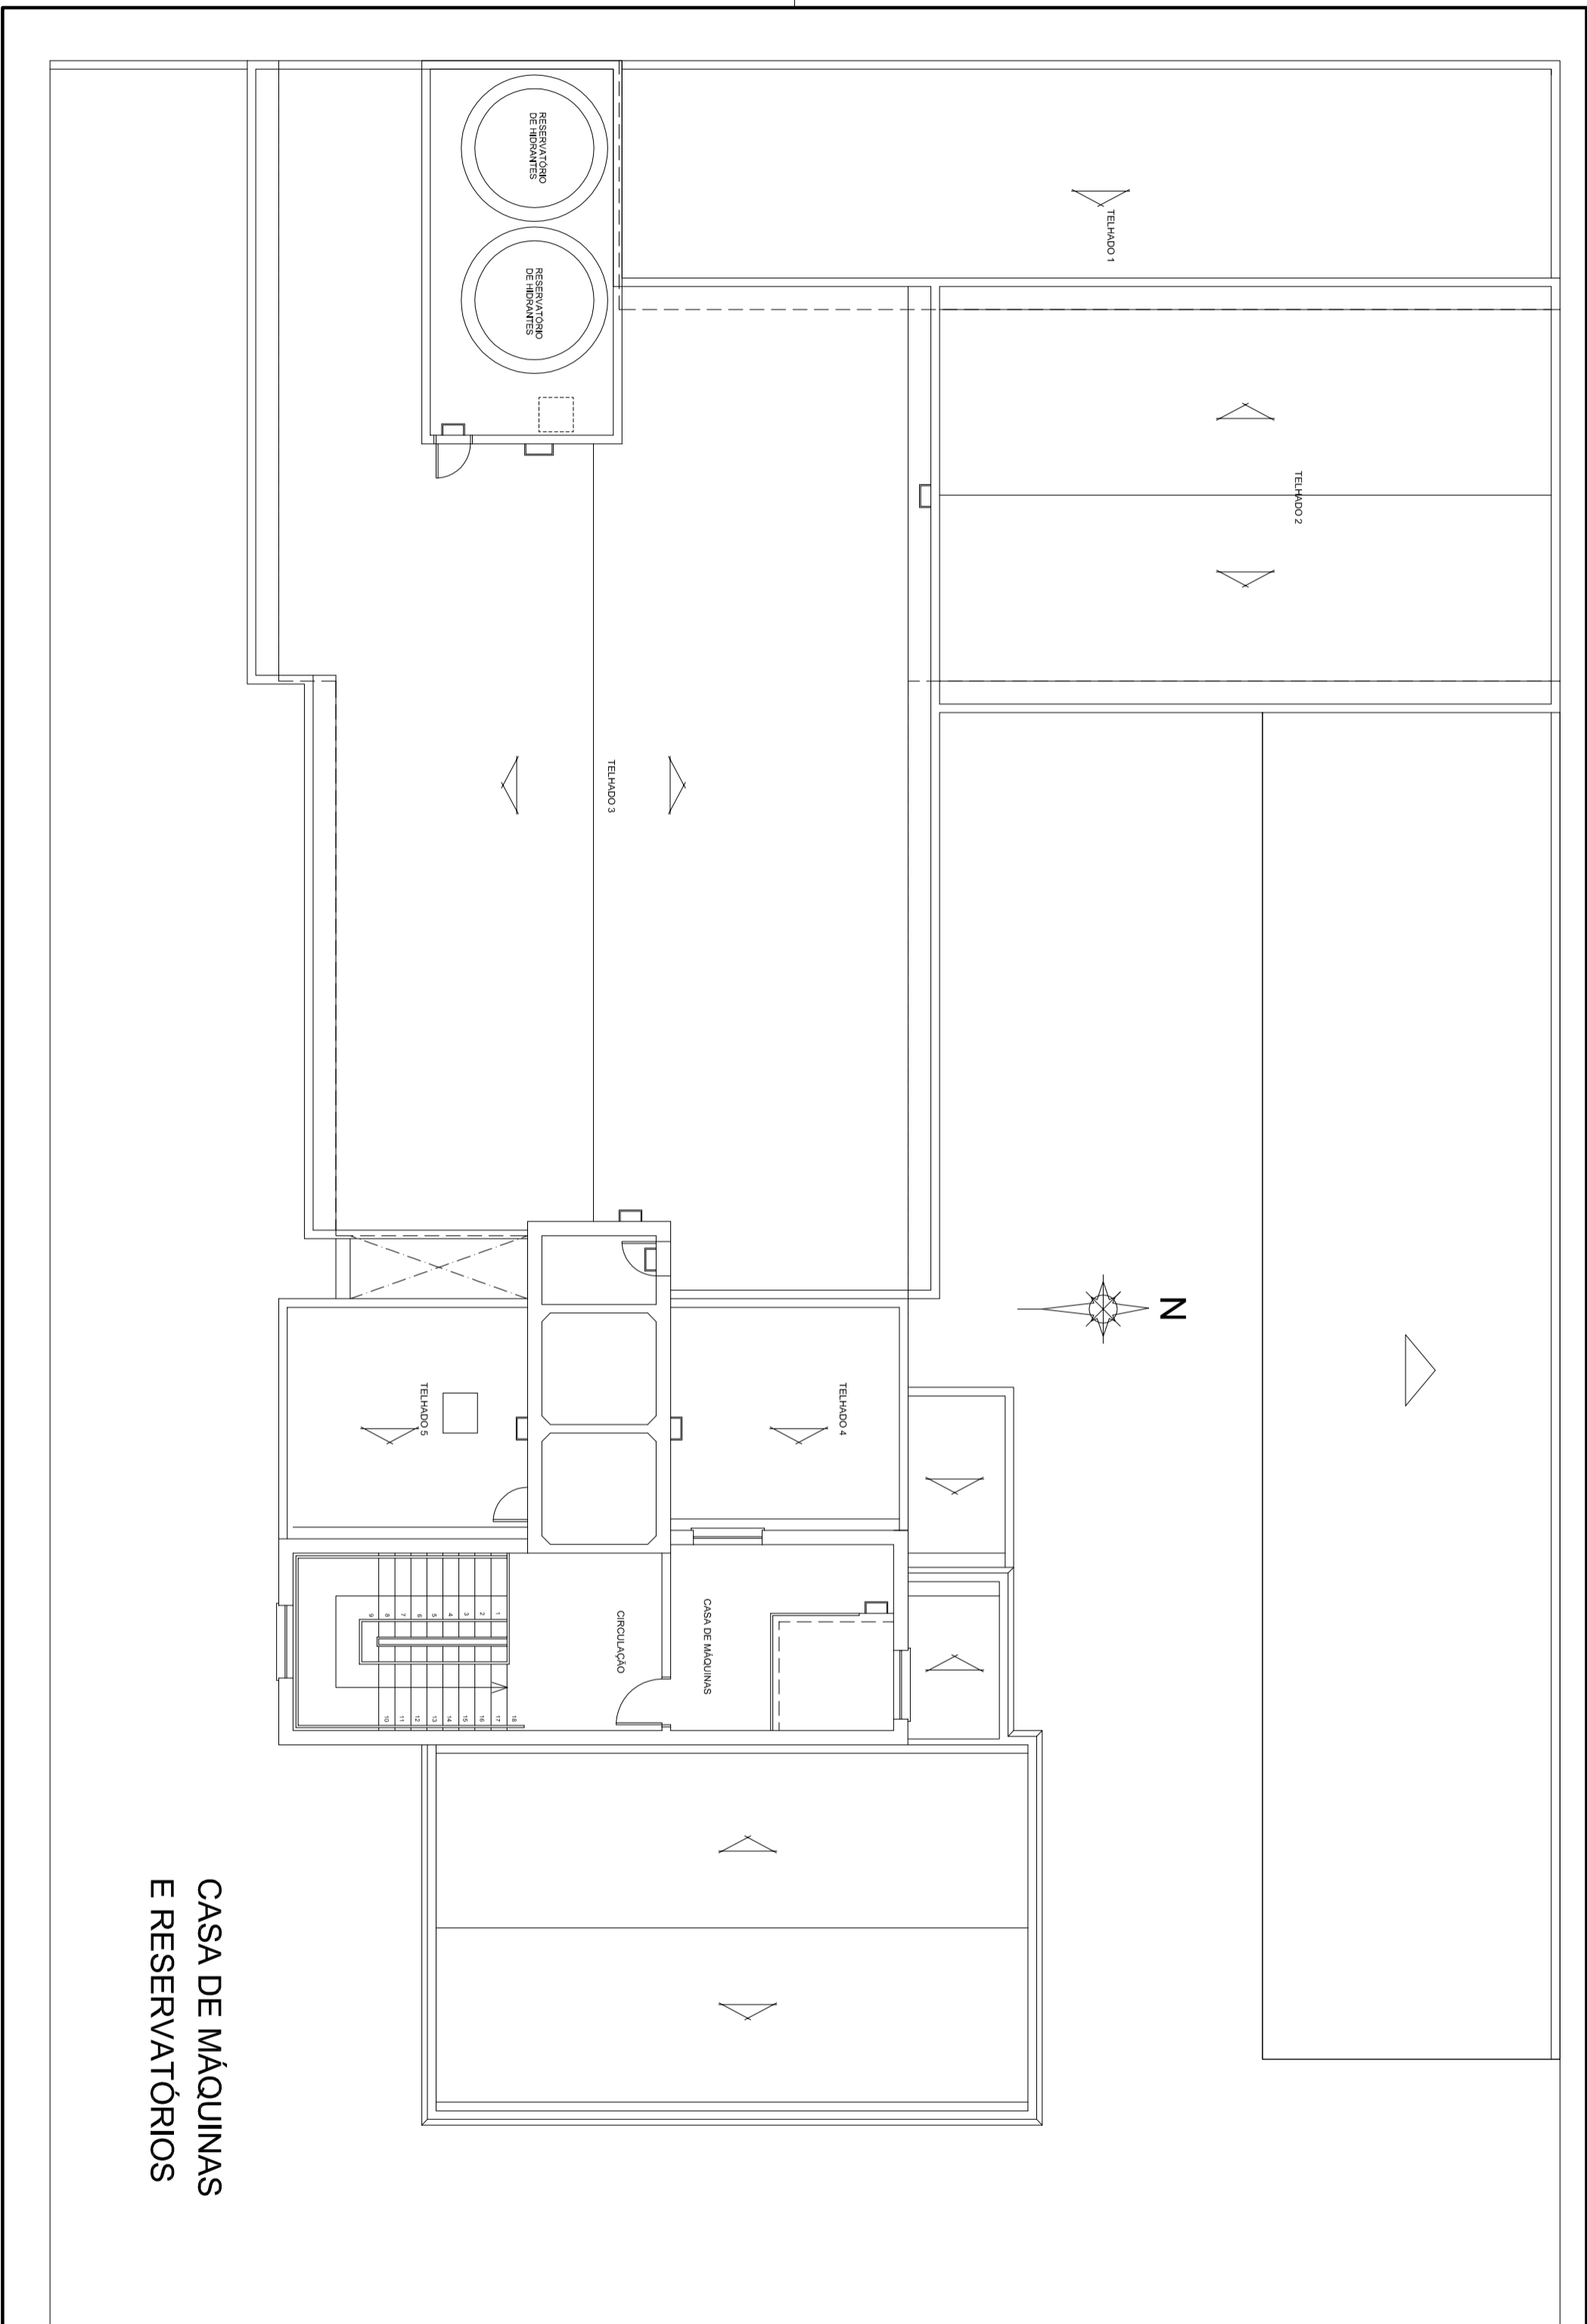 RESERVATÓRIO
DE HIDRANTES
RESERVATÓRIO
DE HIDRANTES
TELHADO 1
TELHADO 2
TELHADO 3
N
TELHADO 5
TELHADO 4
CIRCULAÇÃO
CASA DE MÁQUINAS
9
8
7
6
5
4
3
2
1
10
11
12
13
14
15
16
17
18
CASA DE MÁQUINAS
E RESERVATÓRIOS